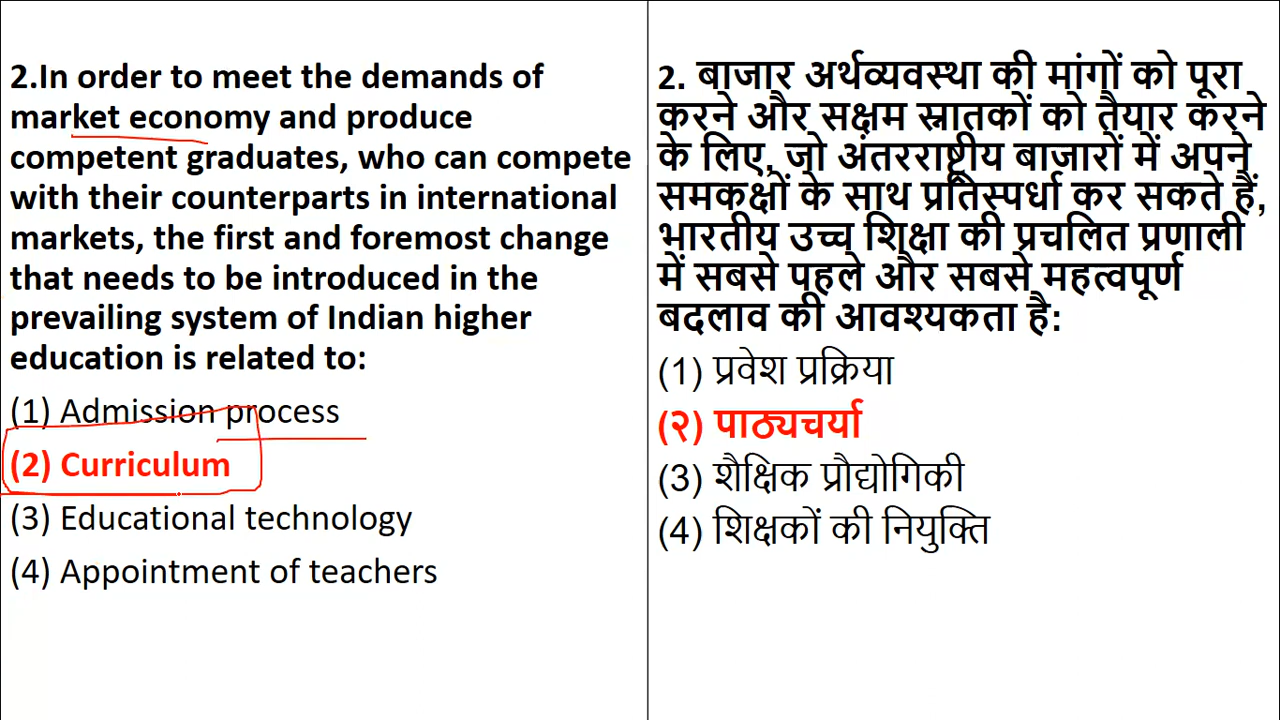 2.In order to meet the demands of
market economy and produce
competent graduates, who can compete
with their counterparts in international
markets, the first and foremost change
that needs to be introduced in the
prevailing system of Indian higher
education is related to:
(1) Admission process
(2) Curriculum
(3) Educational technology
(4) Appointment of teachers
2. बाजार अर्थव्यवस्था की मांगों को पूरा
करने और सक्षम स्नातकों को तैयार करने
के लिए, जो अंतरराष्ट्रीय बाजारों में अपने
समकक्षों के साथ प्रतिस्पर्धा कर सकते हैं,
भारतीय उच्च शिक्षा की प्रचलित प्रणाली
में सबसे पहले और सबसे महत्वपूर्ण
बदलाव की आवश्यकता है:
(1) प्रवेश प्रक्रिया
(२) पाठ्यचर्या
(3) शैक्षिक प्रौद्योगिकी
(4) शिक्षकों की नियुक्ति